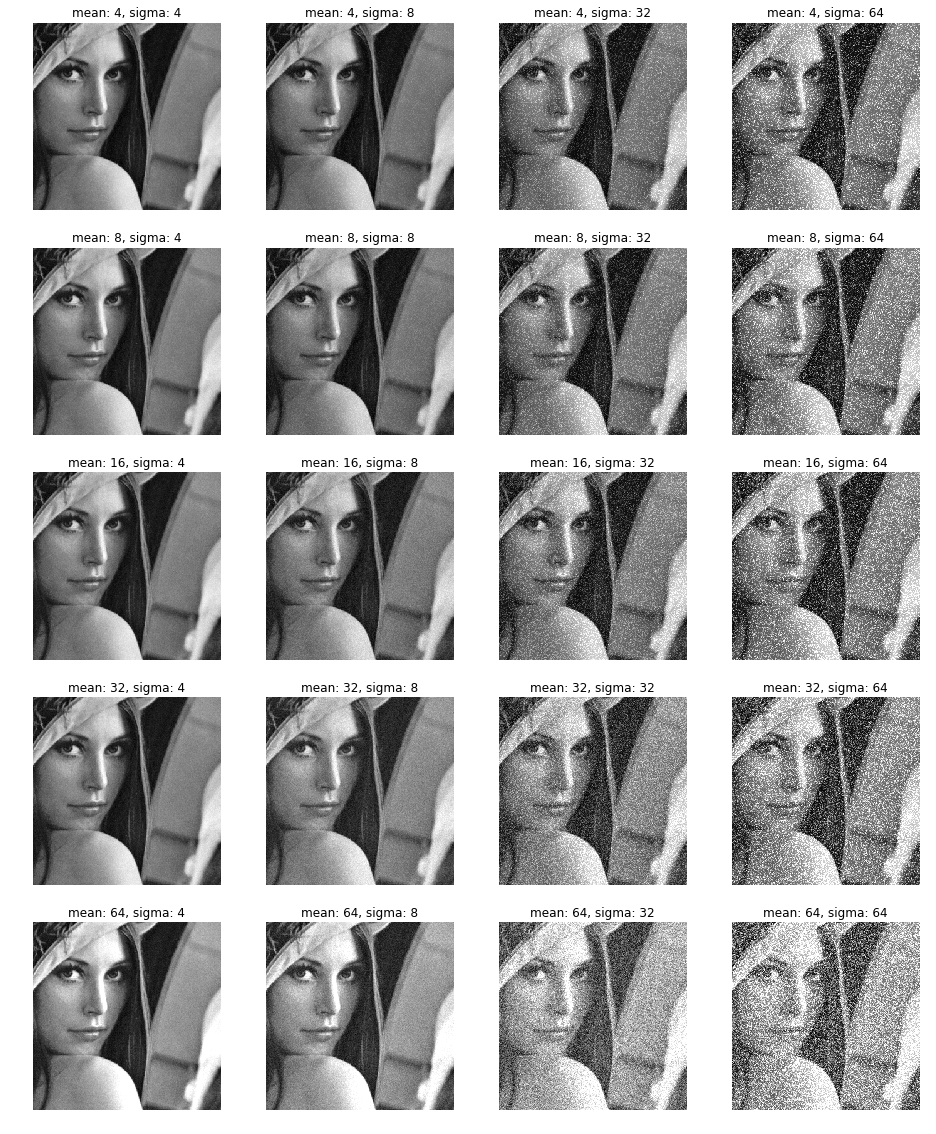 mean: 4, sigma: 4
mean: 4, sigma: 8
mean: 4, sigma: 32
mean: 4, sigma: 64
mean: 8, sigma: 4
mean: 8, sigma: 8
mean: 8, sigma: 32
mean: 8, sigma: 64
mean: 16, sigma: 4
mean: 16, sigma: 8
mean: 16, sigma: 32
mean: 16, sigma: 64
mean: 32, sigma: 4
mean: 32, sigma: 8
mean: 32, sigma: 32
mean: 32, sigma: 64
mean: 64, sigma: 4
mean: 64, sigma: 8
mean: 64, sigma: 32
mean: 64, sigma: 64